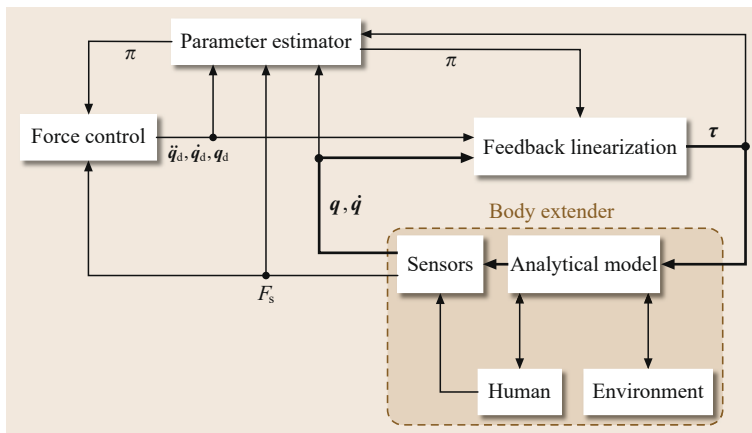 Parameter estimator
π
π
Force control
q̈d, q̇d, qd
Feedback linearization
τ
q, q̇
Body extender
Sensors
Analytical model
Fs
Human
Environment